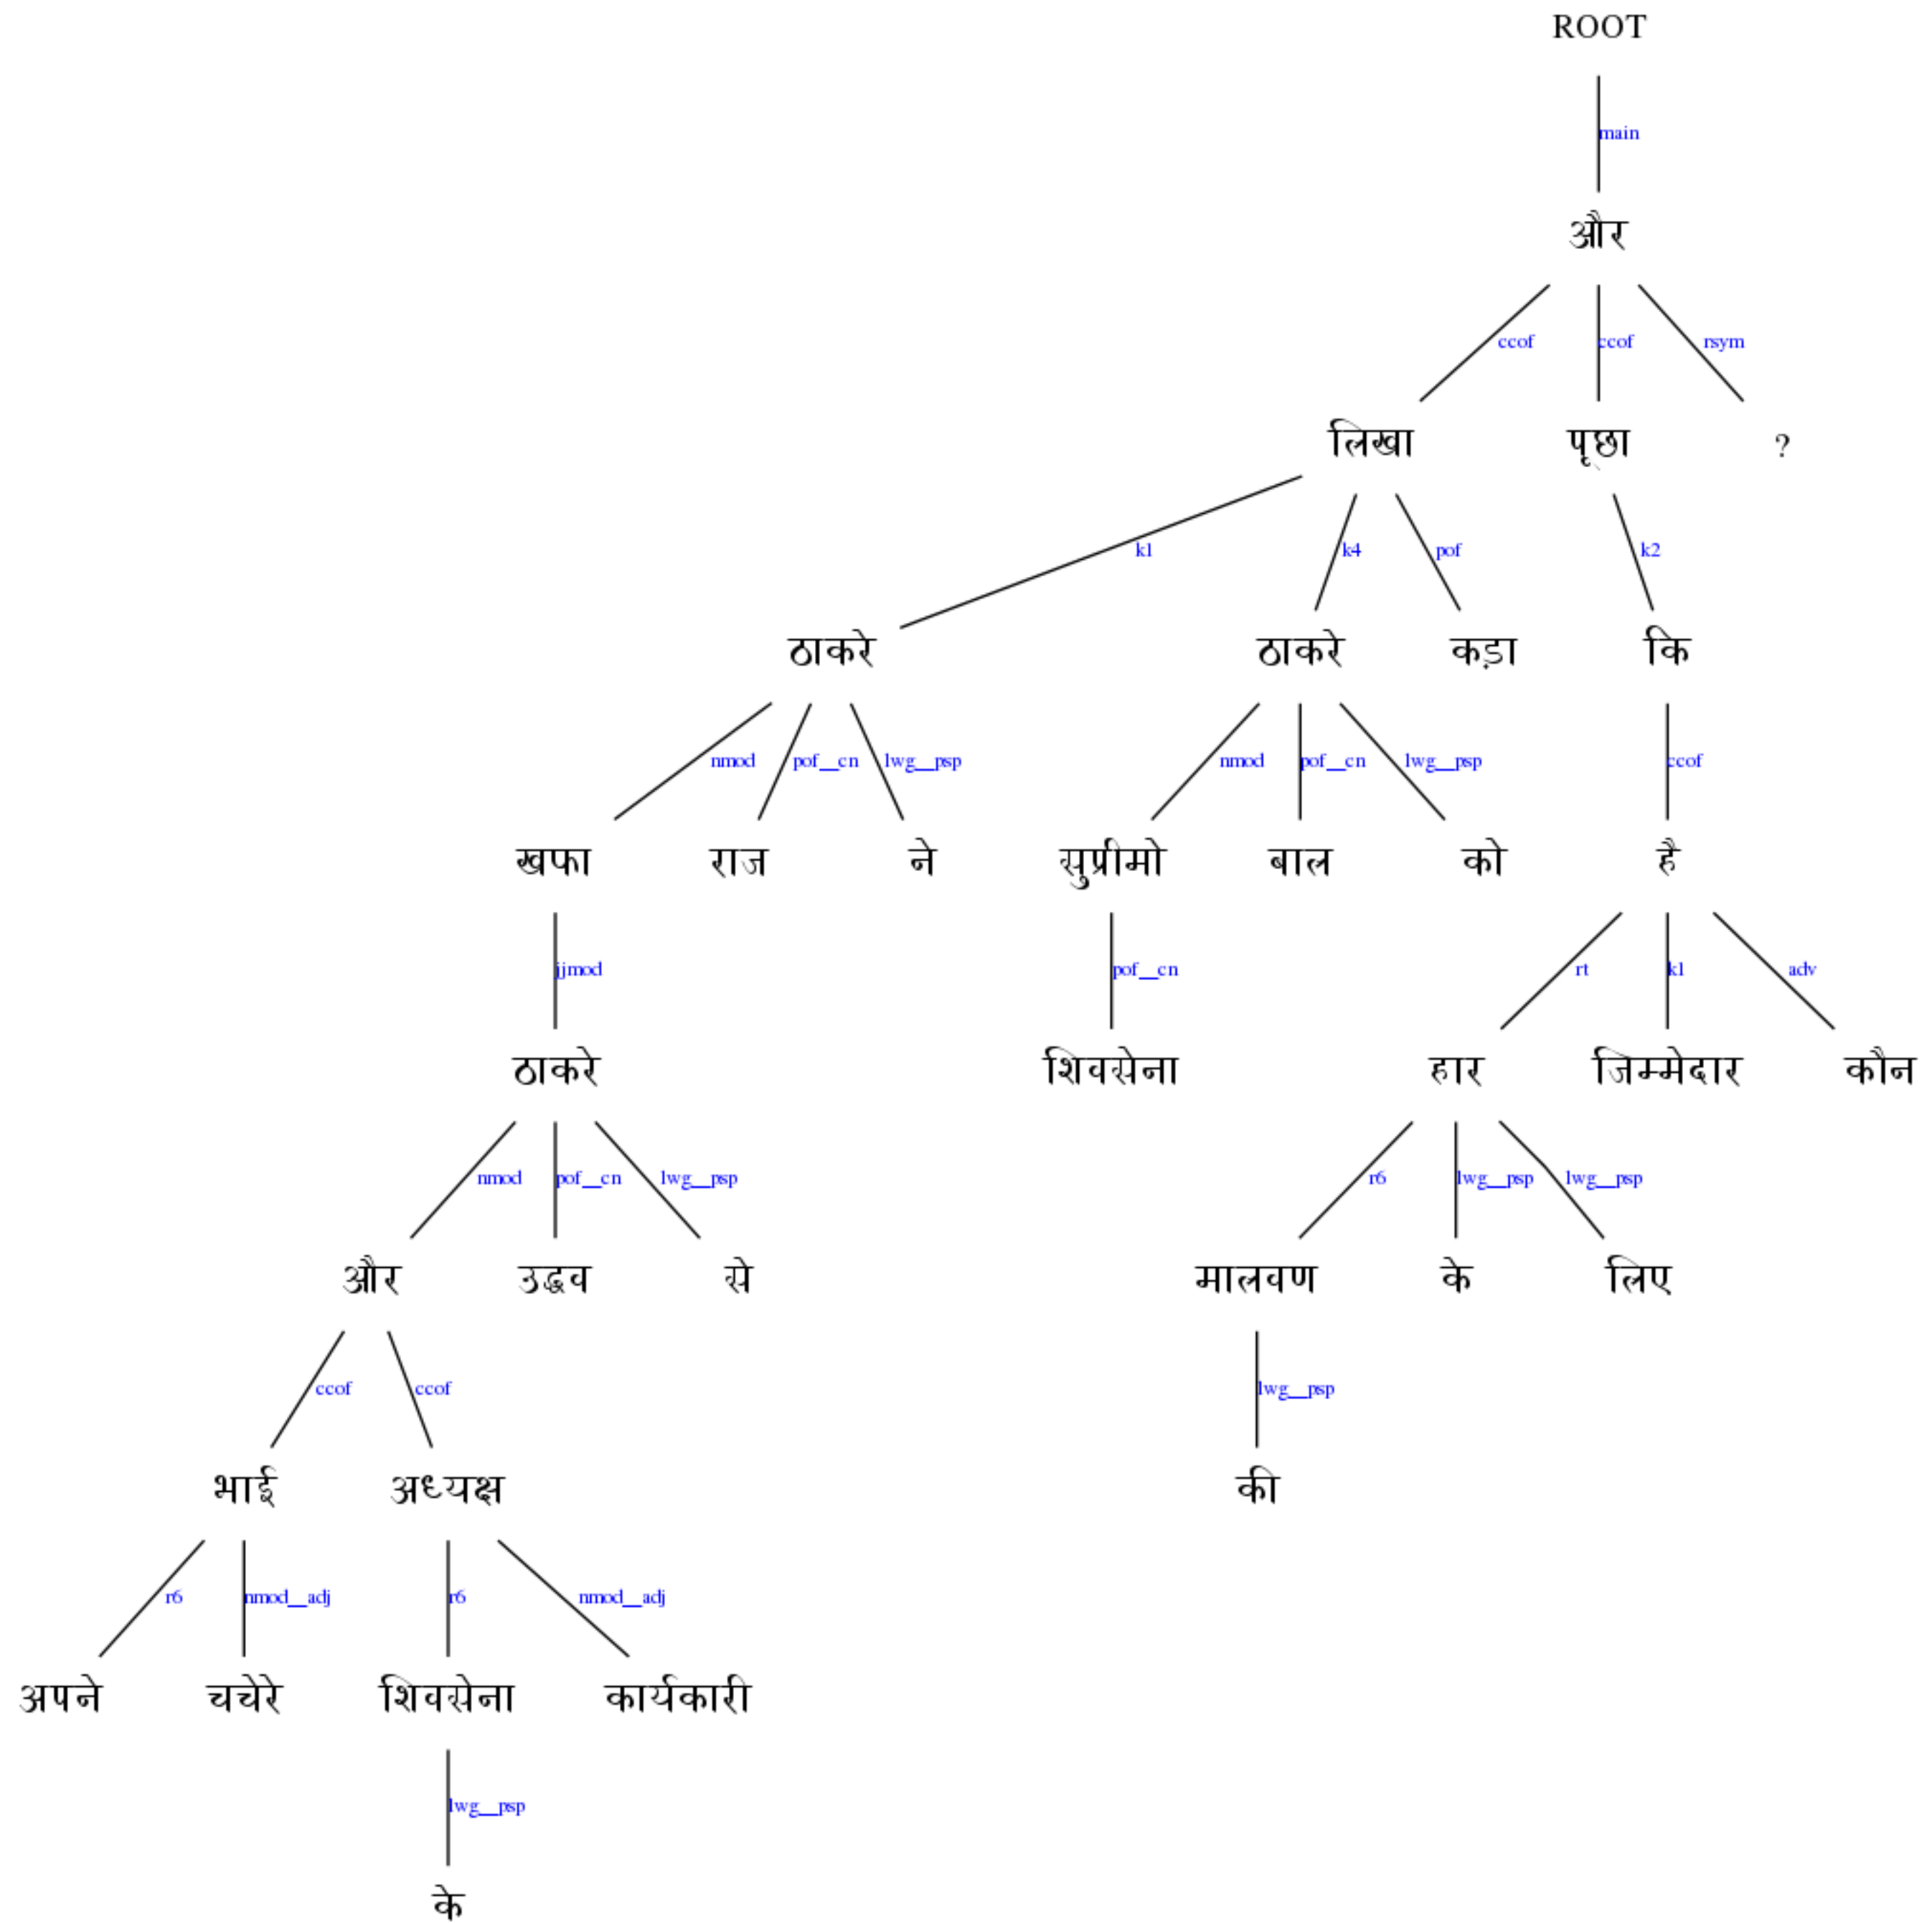 ROOT
main
और
ccof ccof rsym
लिखा पूछा ?
k1 k4 pof k2
ठाकरे ठाकरे कड़ा कि
nmod pof__cn lwg__psp nmod pof__cn lwg__psp ccof
खफा राज ने सुप्रीमो बाल को है
jjmod pof__cn rt k1 adv
ठाकरे शिवसेना हार जिम्मेदार कौन
nmod pof__cn lwg__psp r6 lwg__psp lwg__psp
और उद्धव से मालवण के लिए
ccof ccof lwg__psp
भाई अध्यक्ष की
r6 nmod__adj r6 nmod__adj
अपने चचेरे शिवसेना कार्यकारी
lwg__psp
के